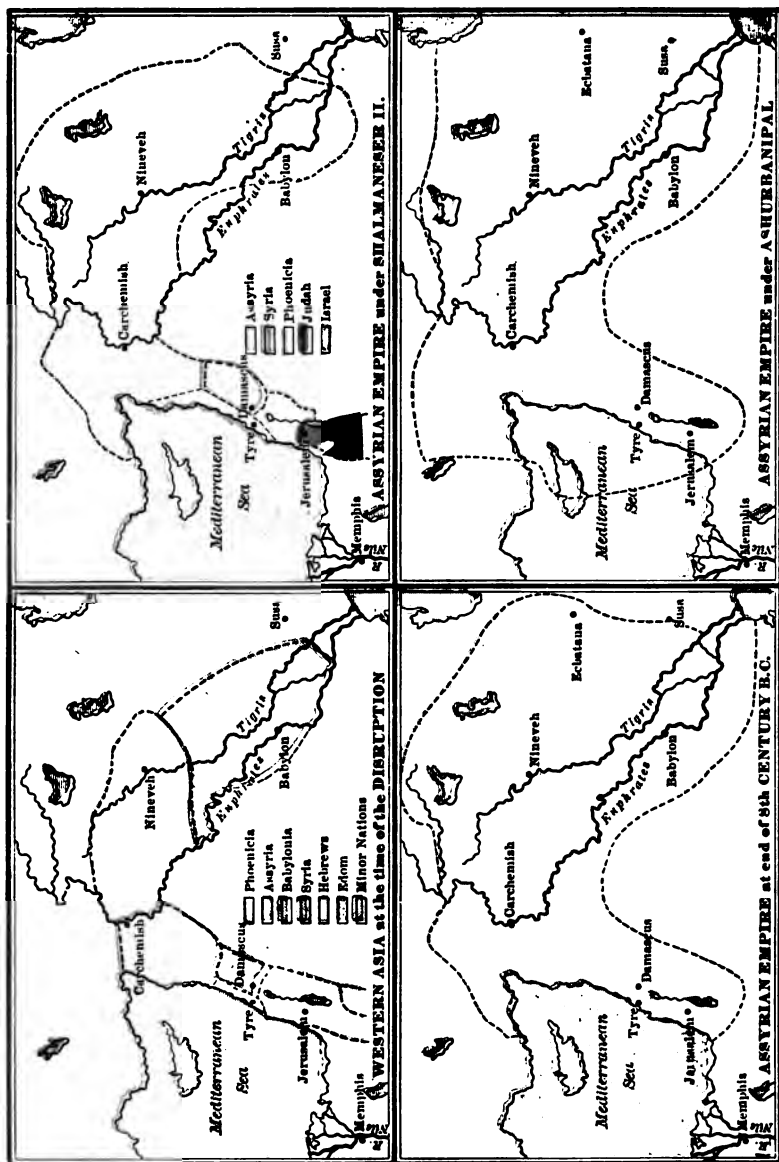 Carchemish
Nineveh
Mediterranean
Sea
Tyre
Damascus
Tigris
Euphrates
Babylon
Susa
Jerusalem
Memphis
Phoenicia
Assyria
Babylonia
Syria
Hebrews
Edom
Minor Nations
WESTERN ASIA at the time of the DISRUPTION
Carchemish
Nineveh
Mediterranean
Sea
Tyre
Damascus
Tigris
Euphrates
Babylon
Susa
Jerusalem
Memphis
Assyria
Syria
Phoenicia
Judah
Israel
ASSYRIAN EMPIRE under SHALMANESER II.
Carchemish
Nineveh
Ecbatana
Mediterranean
Sea
Tyre
Damascus
Tigris
Euphrates
Babylon
Susa
Jerusalem
Memphis
ASSYRIAN EMPIRE at end of 8th CENTURY B.C.
Carchemish
Nineveh
Ecbatana
Mediterranean
Sea
Tyre
Damascus
Tigris
Euphrates
Babylon
Susa
Jerusalem
Memphis
ASSYRIAN EMPIRE under ASHURBANIPAL